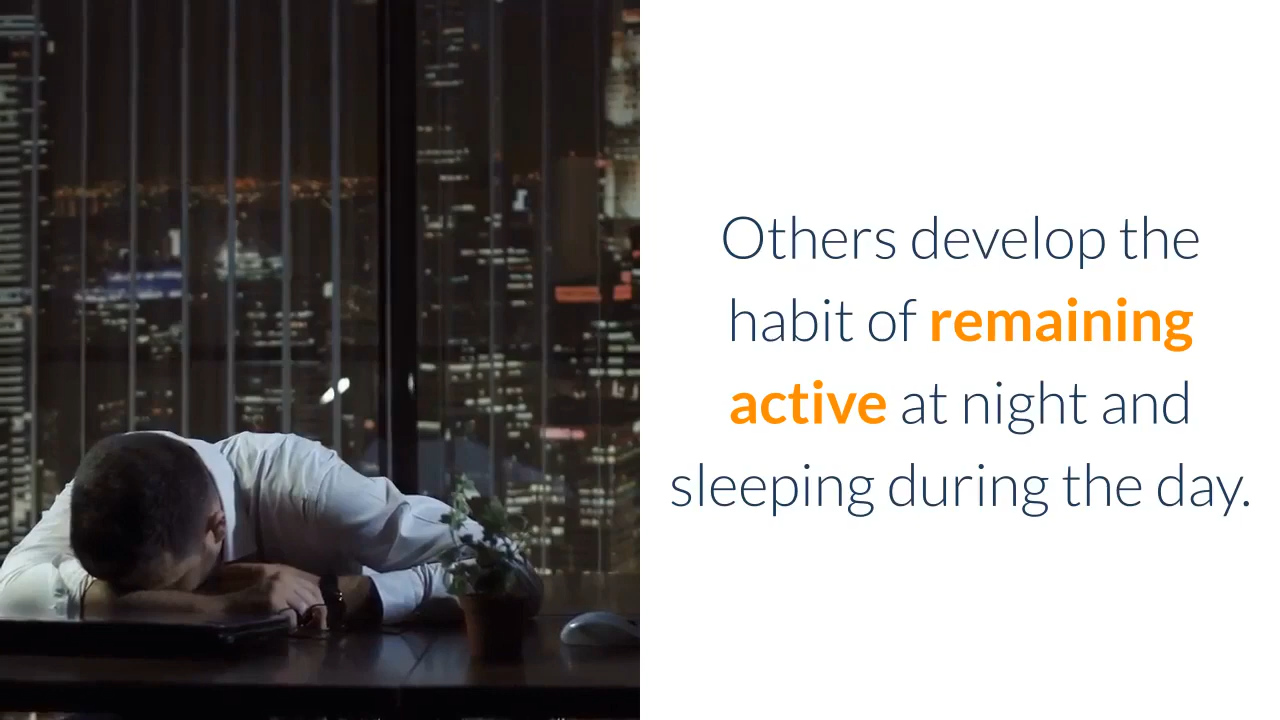 Others develop the
habit of remaining
active at night and
sleeping during the day.